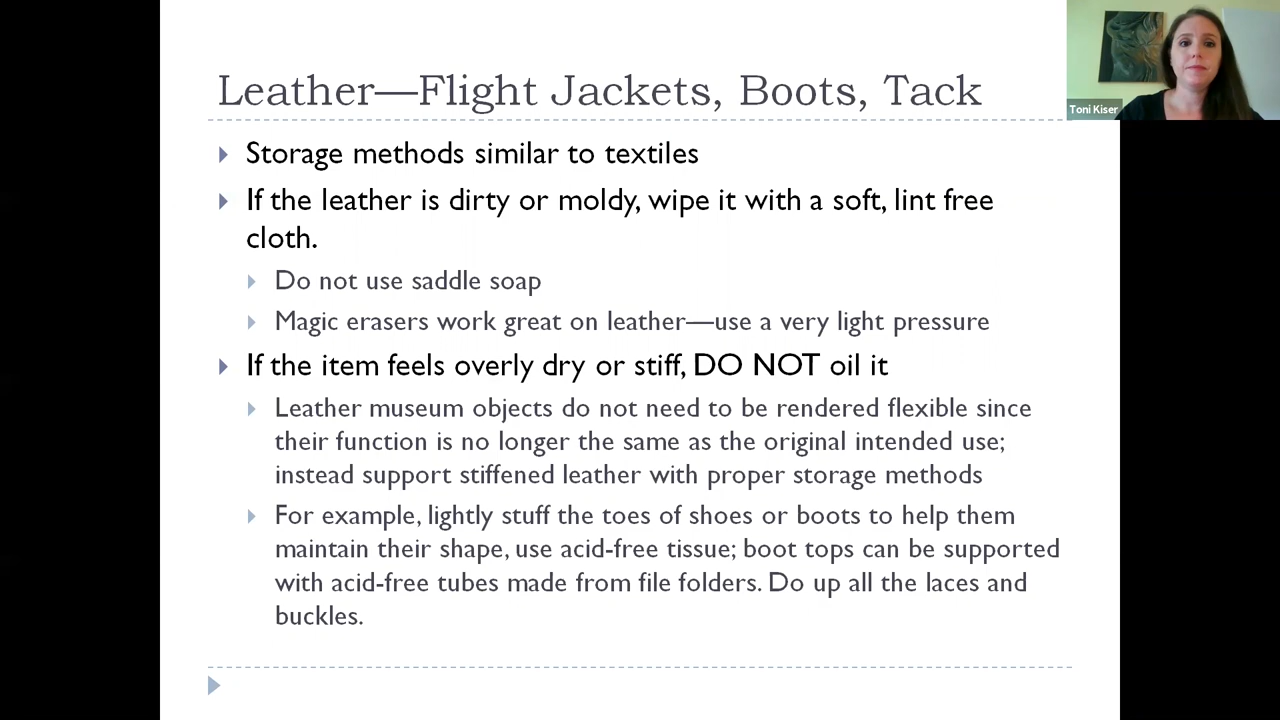 Leather—Flight Jackets, Boots, Tack
Toni Kiser
Storage methods similar to textiles
If the leather is dirty or moldy, wipe it with a soft, lint free
cloth.
Do not use saddle soap
Magic erasers work great on leather—use a very light pressure
If the item feels overly dry or stiff, DO NOT oil it
Leather museum objects do not need to be rendered flexible since
their function is no longer the same as the original intended use;
instead support stiffened leather with proper storage methods
For example, lightly stuff the toes of shoes or boots to help them
maintain their shape, use acid-free tissue; boot tops can be supported
with acid-free tubes made from file folders. Do up all the laces and
buckles.